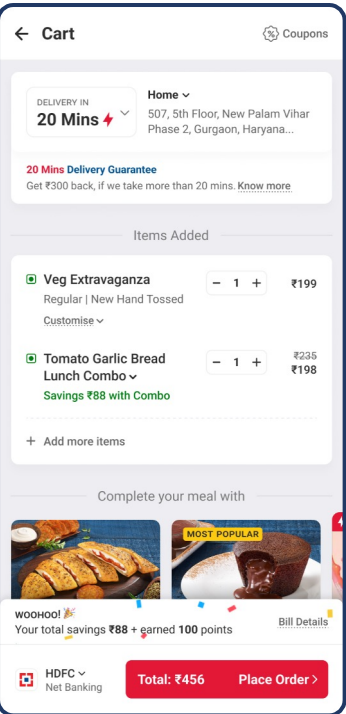 Cart
Coupons
DELIVERY IN
20 Mins
Home
507, 5th Floor, New Palam Vihar
Phase 2, Gurgaon, Haryana...
20 Mins Delivery Guarantee
Get ₹300 back, if we take more than 20 mins. Know more
Items Added
Veg Extravaganza
- 1 +
₹199
Regular | New Hand Tossed
Customise
Tomato Garlic Bread
Lunch Combo
- 1 +
₹235
₹198
Savings ₹88 with Combo
+ Add more items
Complete your meal with
MOST POPULAR
WOOHOO!
Your total savings ₹88 + earned 100 points
Bill Details
HDFC
Net Banking
Total: ₹456
Place Order